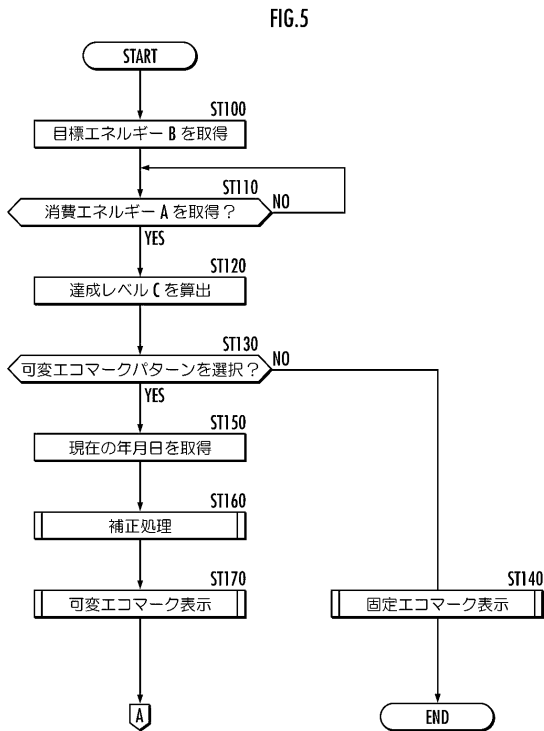 FIG.5
START
ST100
目標エネルギー B を取得
ST110
消費エネルギー A を取得？
NO
YES
ST120
達成レベル C を算出
ST130
可変エコマークパターンを選択？
NO
YES
ST150
現在の年月日を取得
ST160
補正処理
ST170
可変エコマーク表示
ST140
固定エコマーク表示
A
END